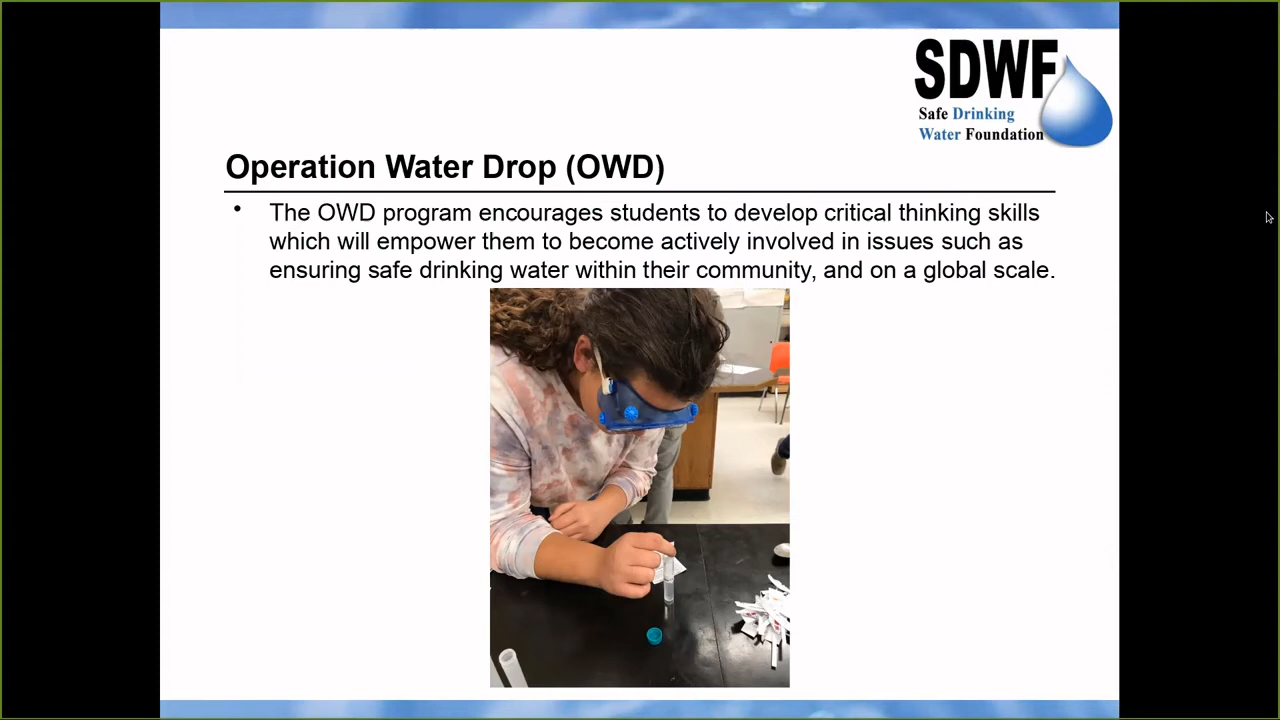 SDWF
Safe Drinking
Water Foundation
Operation Water Drop (OWD)
• The OWD program encourages students to develop critical thinking skills
which will empower them to become actively involved in issues such as
ensuring safe drinking water within their community, and on a global scale.